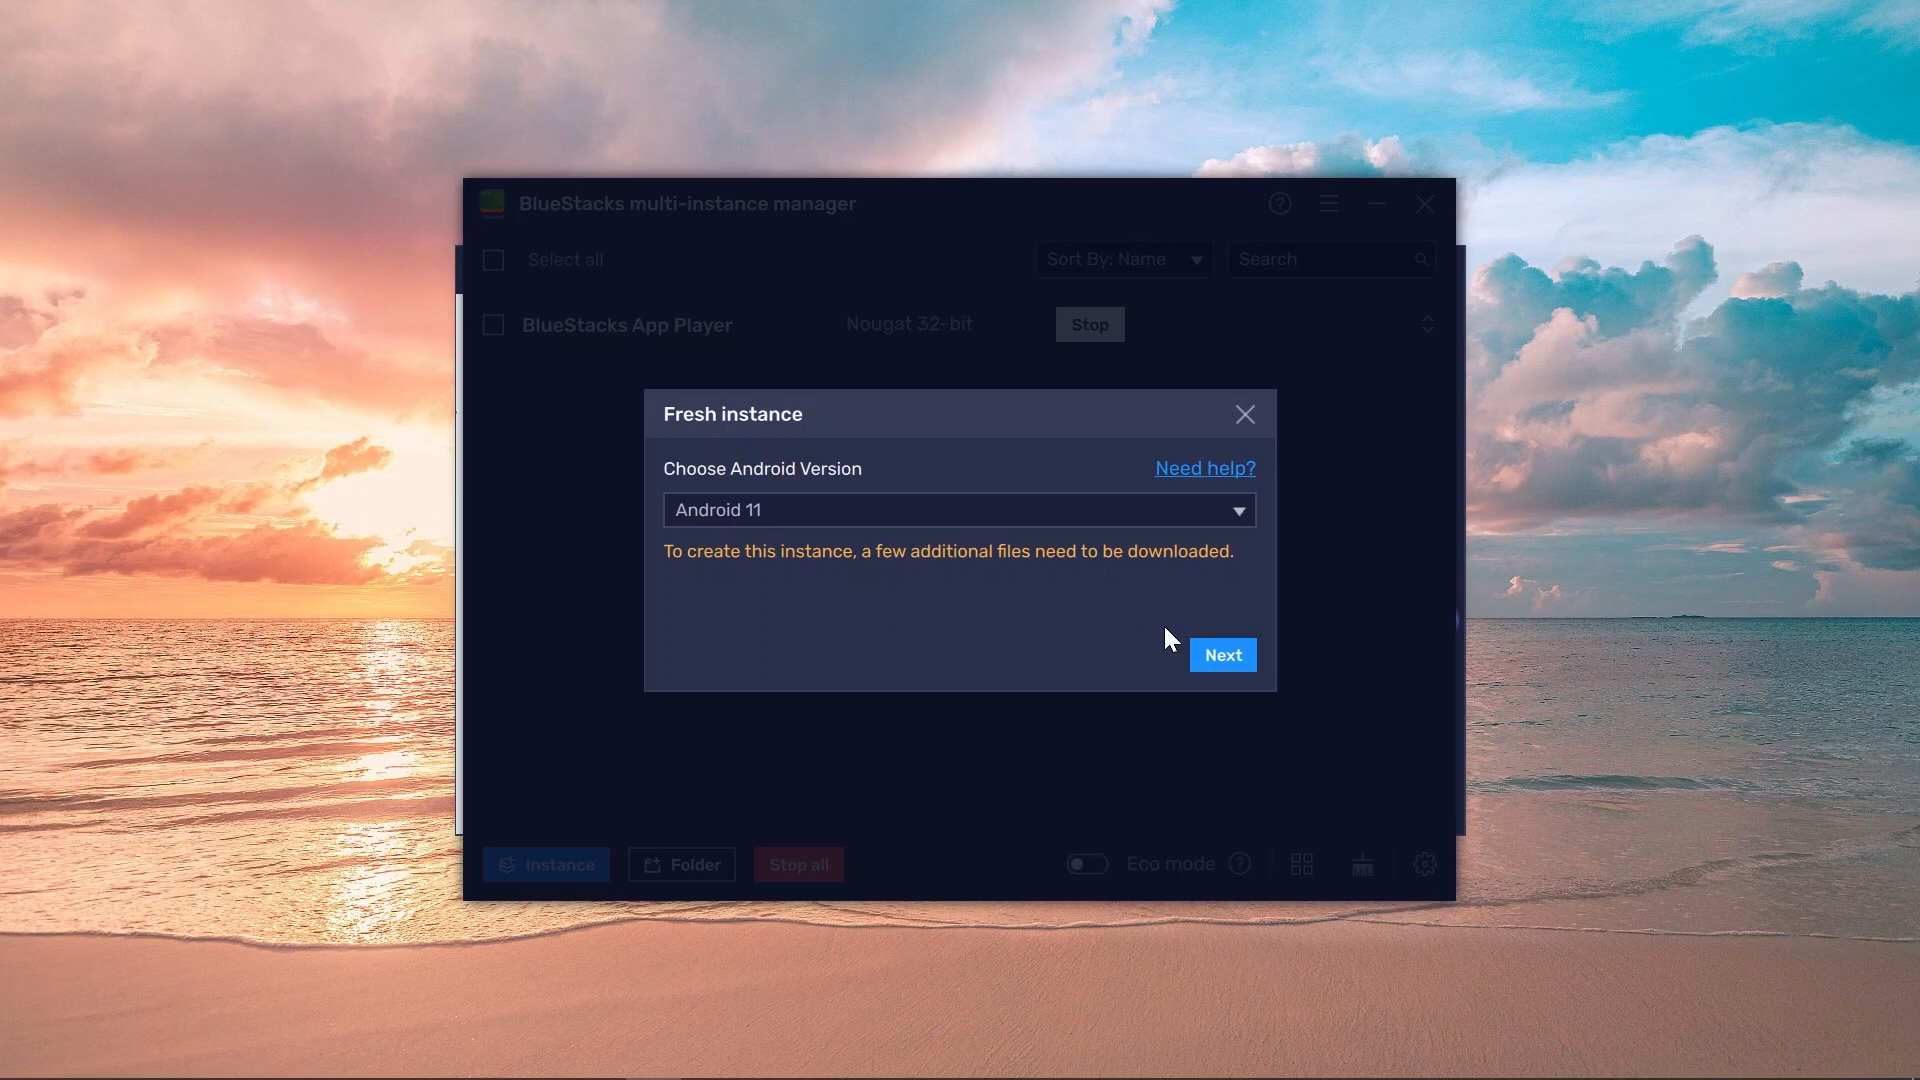 BlueStacks multi-instance manager
Select all
Sort By: Name
Search
BlueStacks App Player
Nougat 32-bit
Stop
Fresh instance
Choose Android Version
Need help?
Android 11
To create this instance, a few additional files need to be downloaded.
Next
Instance
Folder
Stop all
Eco mode